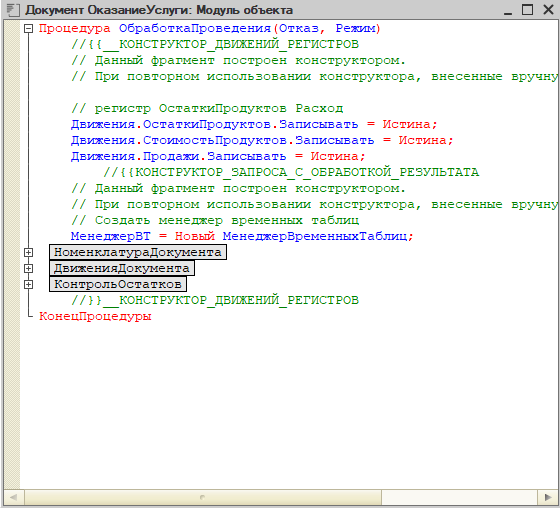 Документ ОказаниеУслуги: Модуль объекта
Процедура ОбработкаПроведения(Отказ, Режим)
//{{__КОНСТРУКТОР_ДВИЖЕНИЙ_РЕГИСТРОВ
// Данный фрагмент построен конструктором.
// При повторном использовании конструктора, внесенные вручну
// регистр ОстаткиПродуктов Расход
Движения.ОстаткиПродуктов.Записывать = Истина;
Движения.СтоимостьПродуктов.Записывать = Истина;
Движения.Продажи.Записывать = Истина;
//{{КОНСТРУКТОР_ЗАПРОСА_С_ОБРАБОТКОЙ_РЕЗУЛЬТАТА
// Данный фрагмент построен конструктором.
// При повторном использовании конструктора, внесенные вручну
// Создать менеджер временных таблиц
МенеджерВТ = Новый МенеджерВременныхТаблиц;
НоменклатураДокумента
ДвиженияДокумента
КонтрольОстатков
//}}__КОНСТРУКТОР_ДВИЖЕНИЙ_РЕГИСТРОВ
КонецПроцедуры